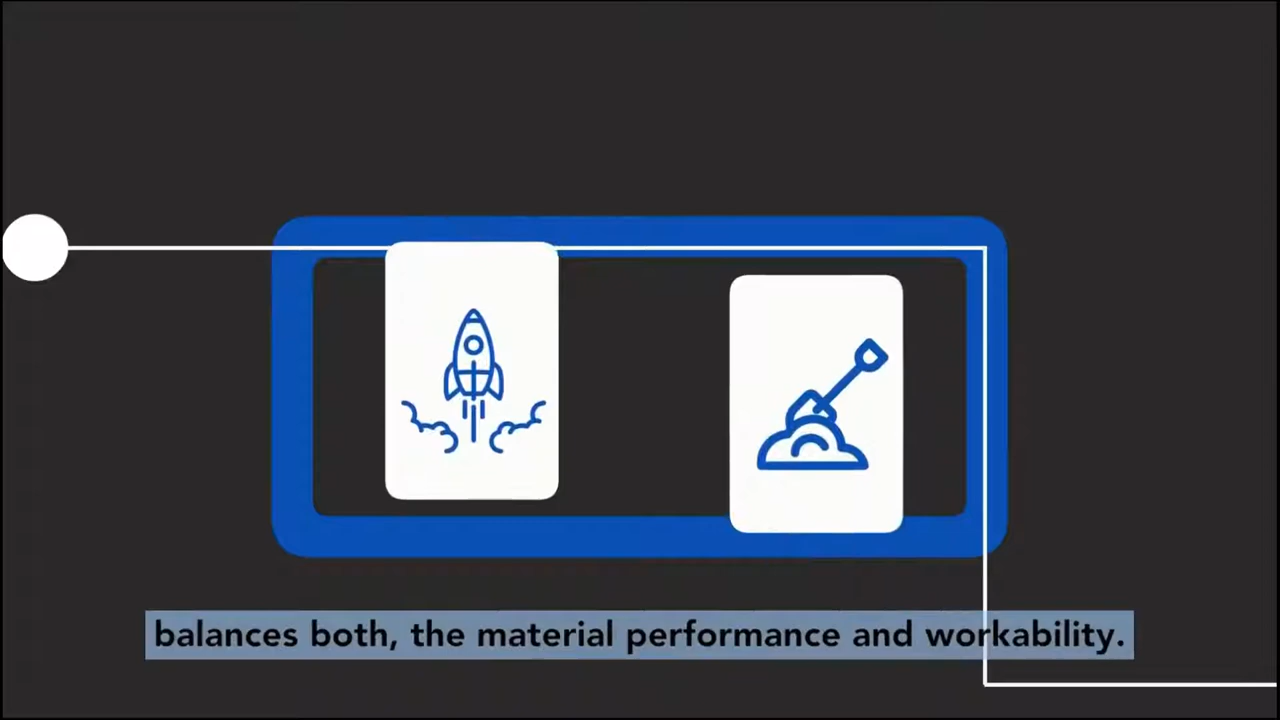 balances both, the material performance and workability.